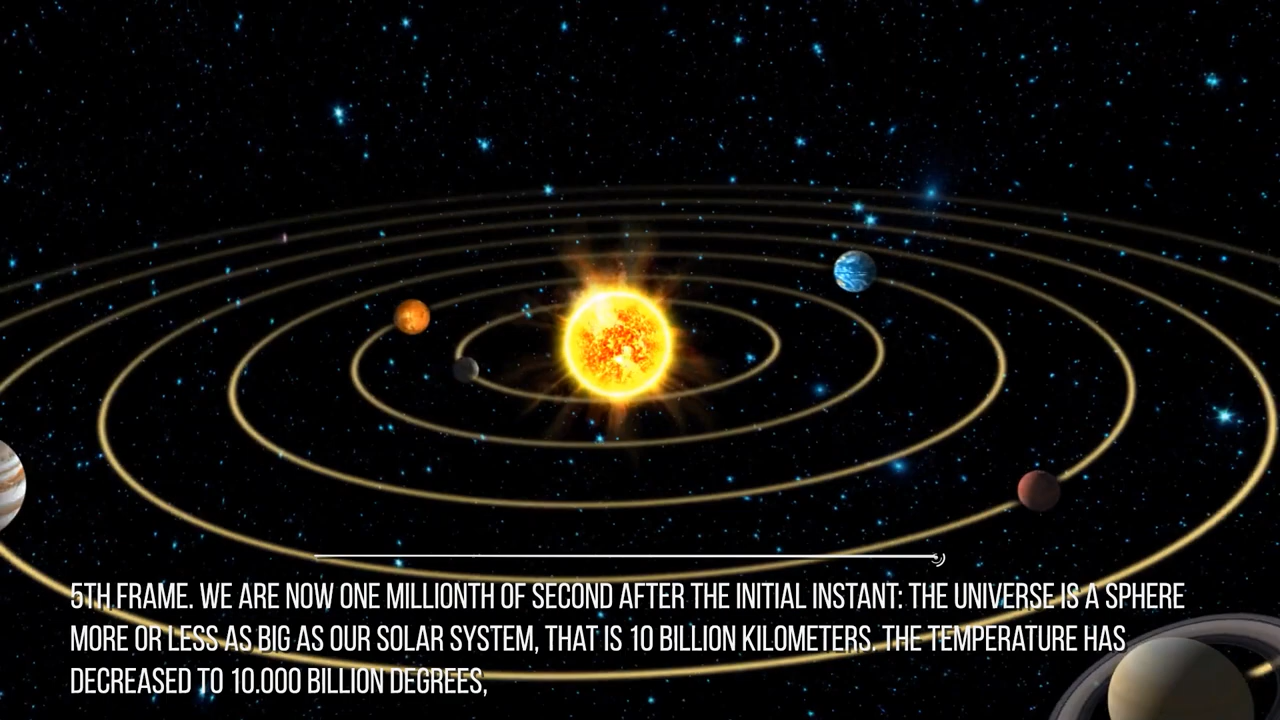 5TH FRAME. WE ARE NOW ONE MILLIONTH OF SECOND AFTER THE INITIAL INSTANT: THE UNIVERSE IS A SPHERE
MORE OR LESS AS BIG AS OUR SOLAR SYSTEM, THAT IS 10 BILLION KILOMETERS. THE TEMPERATURE HAS
DECREASED TO 10.000 BILLION DEGREES,